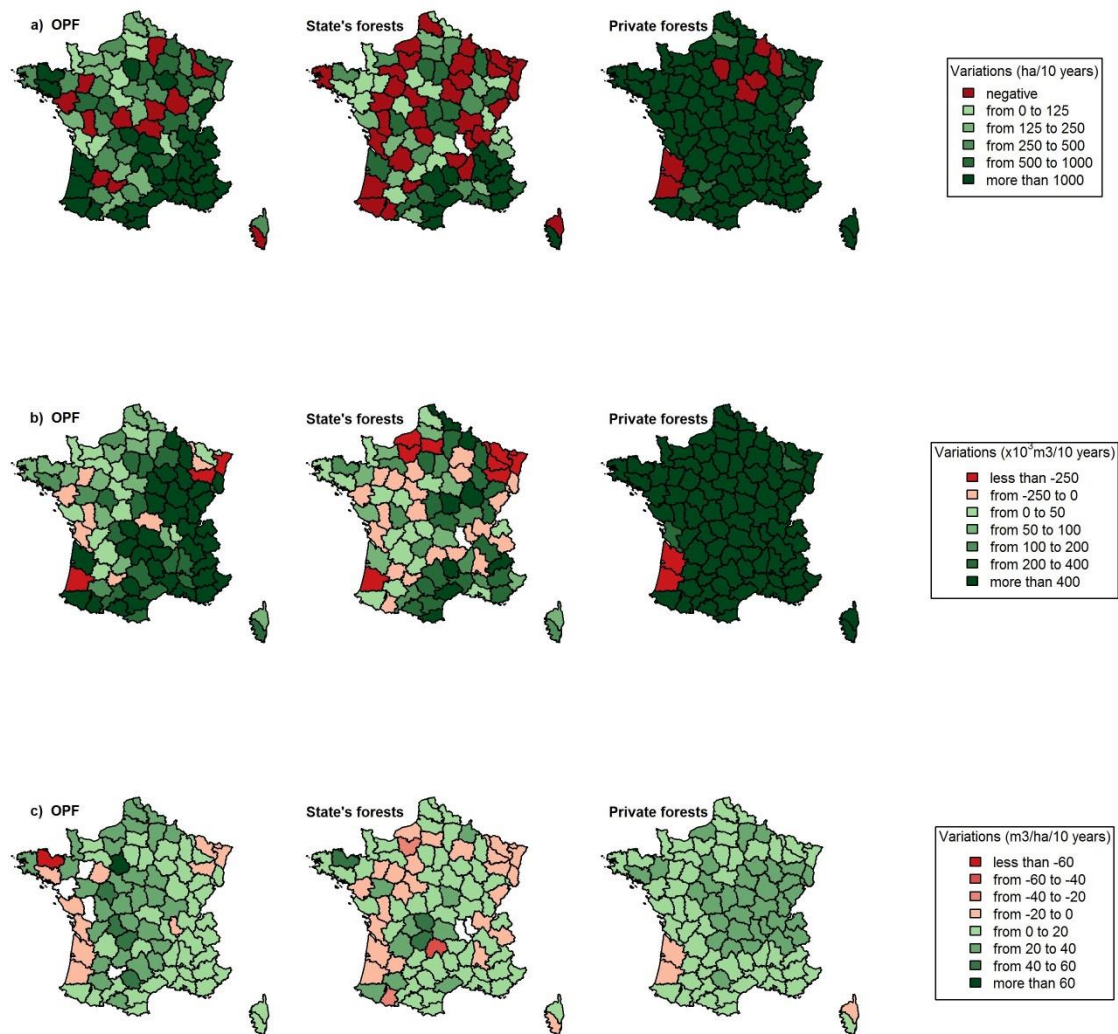 a) OPF
State's forests
Private forests
Variations (ha/10 years)
negative
from 0 to 125
from 125 to 250
from 250 to 500
from 500 to 1000
more than 1000
b) OPF
State's forests
Private forests
Variations (x10³m3/10 years)
less than -250
from -250 to 0
from 0 to 50
from 50 to 100
from 100 to 200
from 200 to 400
more than 400
c) OPF
State's forests
Private forests
Variations (m3/ha/10 years)
less than -60
from -60 to -40
from -40 to -20
from -20 to 0
from 0 to 20
from 20 to 40
from 40 to 60
more than 60